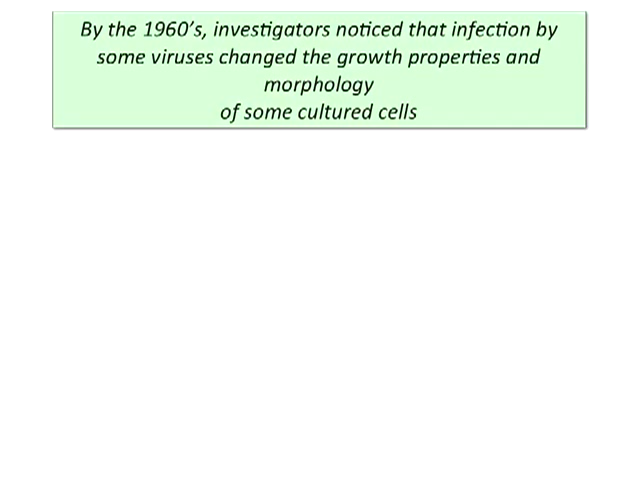 By the 1960’s, investigators noticed that infection by
some viruses changed the growth properties and
morphology
of some cultured cells